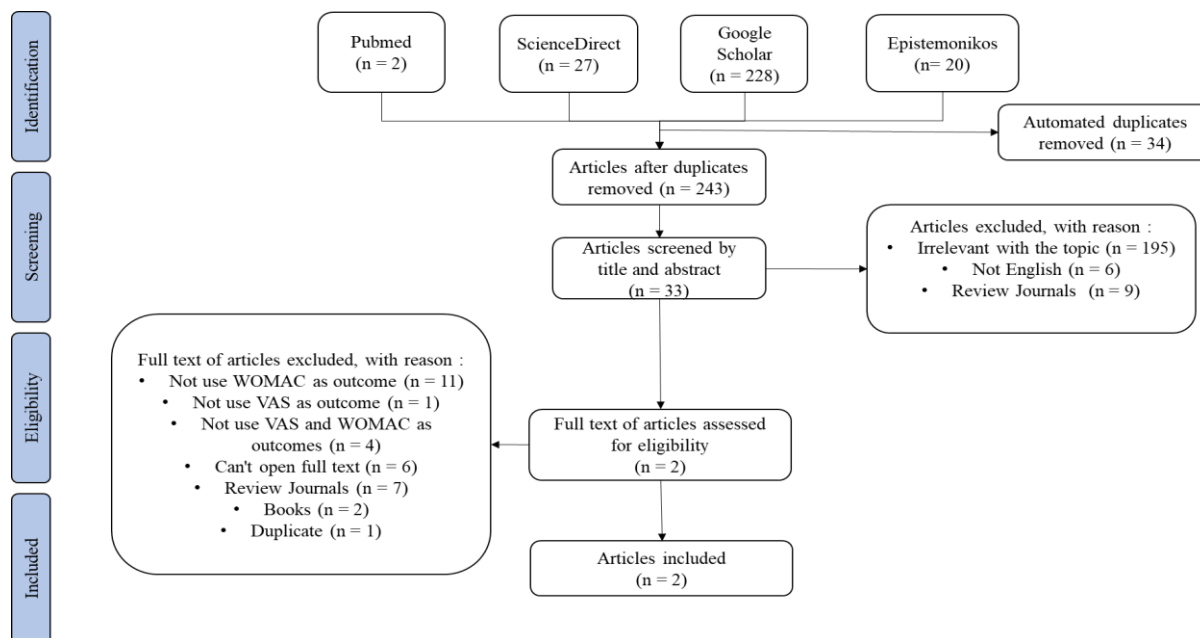 Identification
Pubmed
(n = 2)
ScienceDirect
(n = 27)
Google
Scholar
(n = 228)
Epistemonikos
(n= 20)
Automated duplicates
removed (n = 34)
Articles after duplicates
removed (n = 243)
Screening
Articles screened by
title and abstract
(n = 33)
Articles excluded, with reason :
• Irrelevant with the topic (n = 195)
• Not English (n = 6)
• Review Journals (n = 9)
Eligibility
Full text of articles excluded, with reason :
• Not use WOMAC as outcome (n = 11)
• Not use VAS as outcome (n = 1)
• Not use VAS and WOMAC as
outcomes (n = 4)
• Can't open full text (n = 6)
• Review Journals (n = 7)
• Books (n = 2)
• Duplicate (n = 1)
Full text of articles assessed
for eligibility
(n = 2)
Included
Articles included
(n = 2)